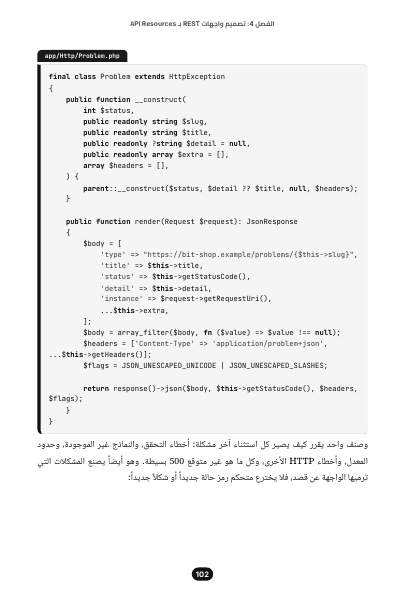 الفصل 4: تصميم واجهات REST بـ API Resources
app/Http/Problem.php
final class Problem extends HttpException
{
    public function __construct(
        int $status,
        public readonly string $slug,
        public readonly string $title,
        public readonly ?string $detail = null,
        public readonly array $extra = [],
        array $headers = [],
    ) {
        parent::__construct($status, $detail ?? $title, null, $headers);
    }

    public function render(Request $request): JsonResponse
    {
        $body = [
            'type' => "https://bit-shop.example/problems/{$this->slug}",
            'title' => $this->title,
            'status' => $this->getStatusCode(),
            'detail' => $this->detail,
            'instance' => $request->getRequestUri(),
            ...$this->extra,
        ];
        $body = array_filter($body, fn ($value) => $value !== null);
        $headers = ['Content-Type' => 'application/problem+json',
...$this->getHeaders()];
        $flags = JSON_UNESCAPED_UNICODE | JSON_UNESCAPED_SLASHES;

        return response()->json($body, $this->getStatusCode(), $headers,
$flags);
    }
}
وصنف واحد يقرر كيف يصير كل استثناء آخر مشكلة: أخطاء التحقق، والنماذج غير الموجودة، وحدود
المعدل، وأخطاء HTTP الأخرى، وكل ما هو غير متوقع 500 بسيطة. وهو أيضاً يصنع المشكلات التي
ترميها الواجهة عن قصد، فلا يخترع متحكم رمز حالة جديداً أو شكلاً جديداً:
102